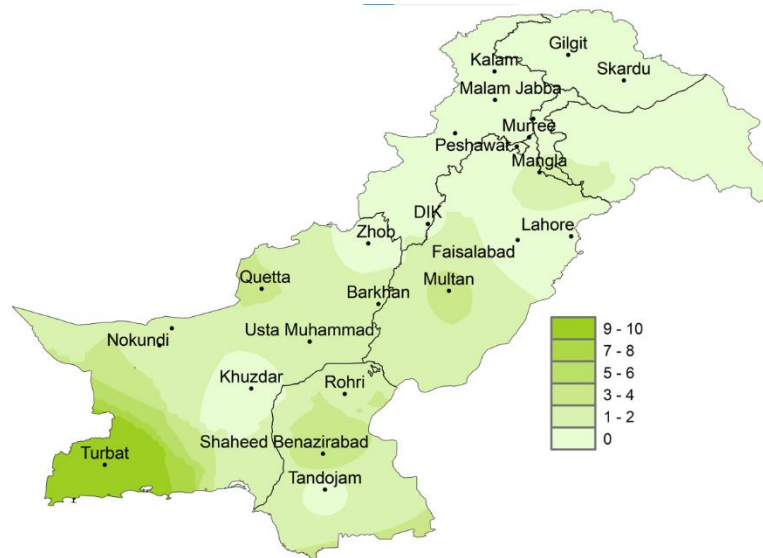 Gilgit
Kalam
Skardu
Malam Jabba
Murree
Peshawar
Mangla
DIK
Lahore
Zhob
Faisalabad
Quetta
Multan
Barkhan
9 - 10
7 - 8
5 - 6
3 - 4
1 - 2
0
Usta Muhammad
Nokundi
Khuzdar
Rohri
Shaheed Benazirabad
Turbat
Tandojam